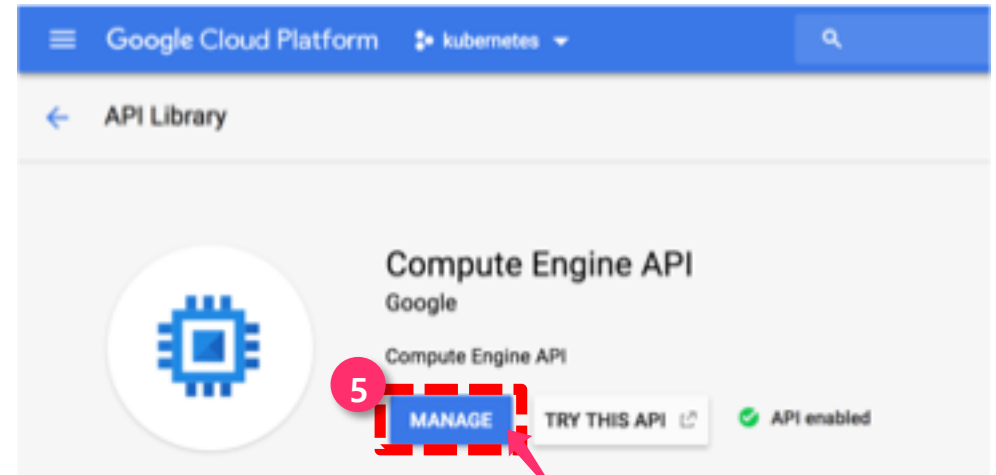 Google Cloud Platform kubernetes
API Library
Compute Engine API
Google
Compute Engine API
5
MANAGE TRY THIS API API enabled